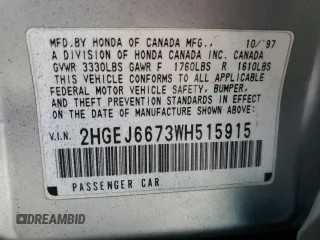 MFD.BY HONDA OF CANADA MFG., 10/'97
A DIVISION OF HONDA CANADA INC. CANADA
GVWR 3330LBS GAWR F 1760LBS R 1610LBS
THIS VEHICLE CONFORMS TO ALL APPLICABLE
FEDERAL MOTOR VEHICLE SAFETY, BUMPER,
AND THEFT PREVENTION STANDARDS IN
EFFECT ON THE DATE OF MANUFACTURE
SHOWN ABOVE.
V.I.N. 2HGEJ6673WH515915
PASSENGER CAR
DREAMBID